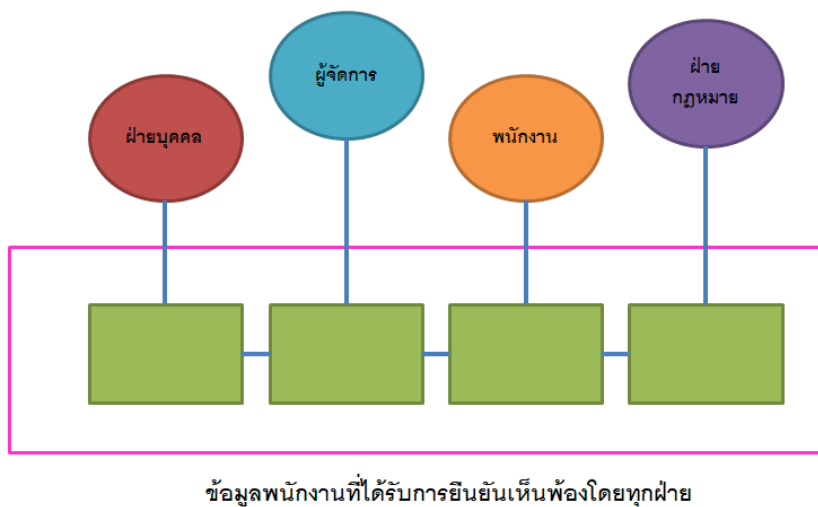 ฝ่ายบุคคล
ผู้จัดการ
พนักงาน
ฝ่าย
กฎหมาย
ข้อมูลพนักงานที่ได้รับการยืนยันเห็นพ้องโดยทุกฝ่าย